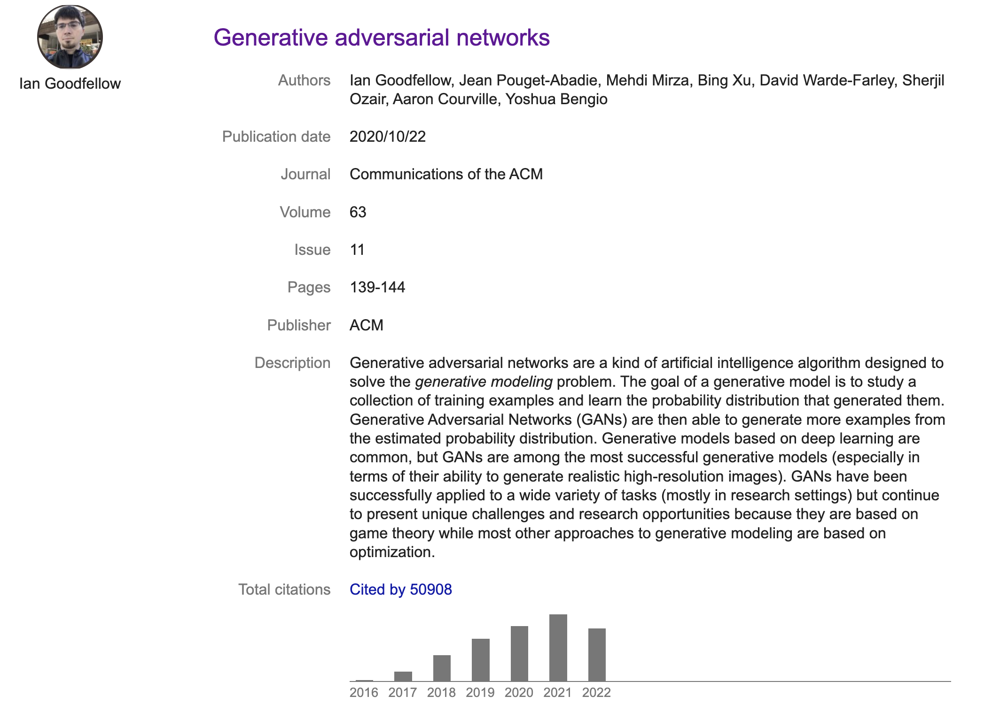 Ian Goodfellow
Generative adversarial networks
Authors
Ian Goodfellow, Jean Pouget-Abadie, Mehdi Mirza, Bing Xu, David Warde-Farley, Sherjil
Ozair, Aaron Courville, Yoshua Bengio
Publication date
2020/10/22
Journal
Communications of the ACM
Volume
63
Issue
11
Pages
139-144
Publisher
ACM
Description
Generative adversarial networks are a kind of artificial intelligence algorithm designed to
solve the generative modeling problem. The goal of a generative model is to study a
collection of training examples and learn the probability distribution that generated them.
Generative Adversarial Networks (GANs) are then able to generate more examples from
the estimated probability distribution. Generative models based on deep learning are
common, but GANs are among the most successful generative models (especially in
terms of their ability to generate realistic high-resolution images). GANs have been
successfully applied to a wide variety of tasks (mostly in research settings) but continue
to present unique challenges and research opportunities because they are based on
game theory while most other approaches to generative modeling are based on
optimization.
Total citations
Cited by 50908
2016 2017 2018 2019 2020 2021 2022